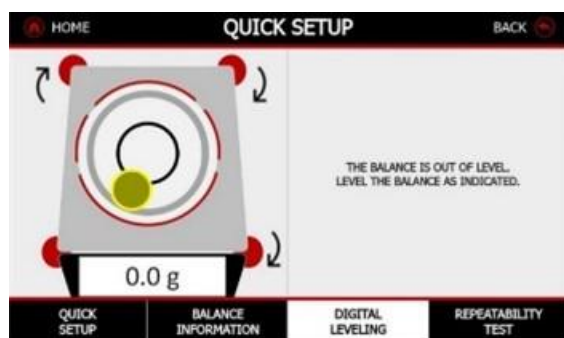 HOME
QUICK SETUP
BACK
THE BALANCE IS OUT OF LEVEL.
LEVEL THE BALANCE AS INDICATED.
0.0 g
QUICK
SETUP
BALANCE
INFORMATION
DIGITAL
LEVELING
REPEATABILITY
TEST